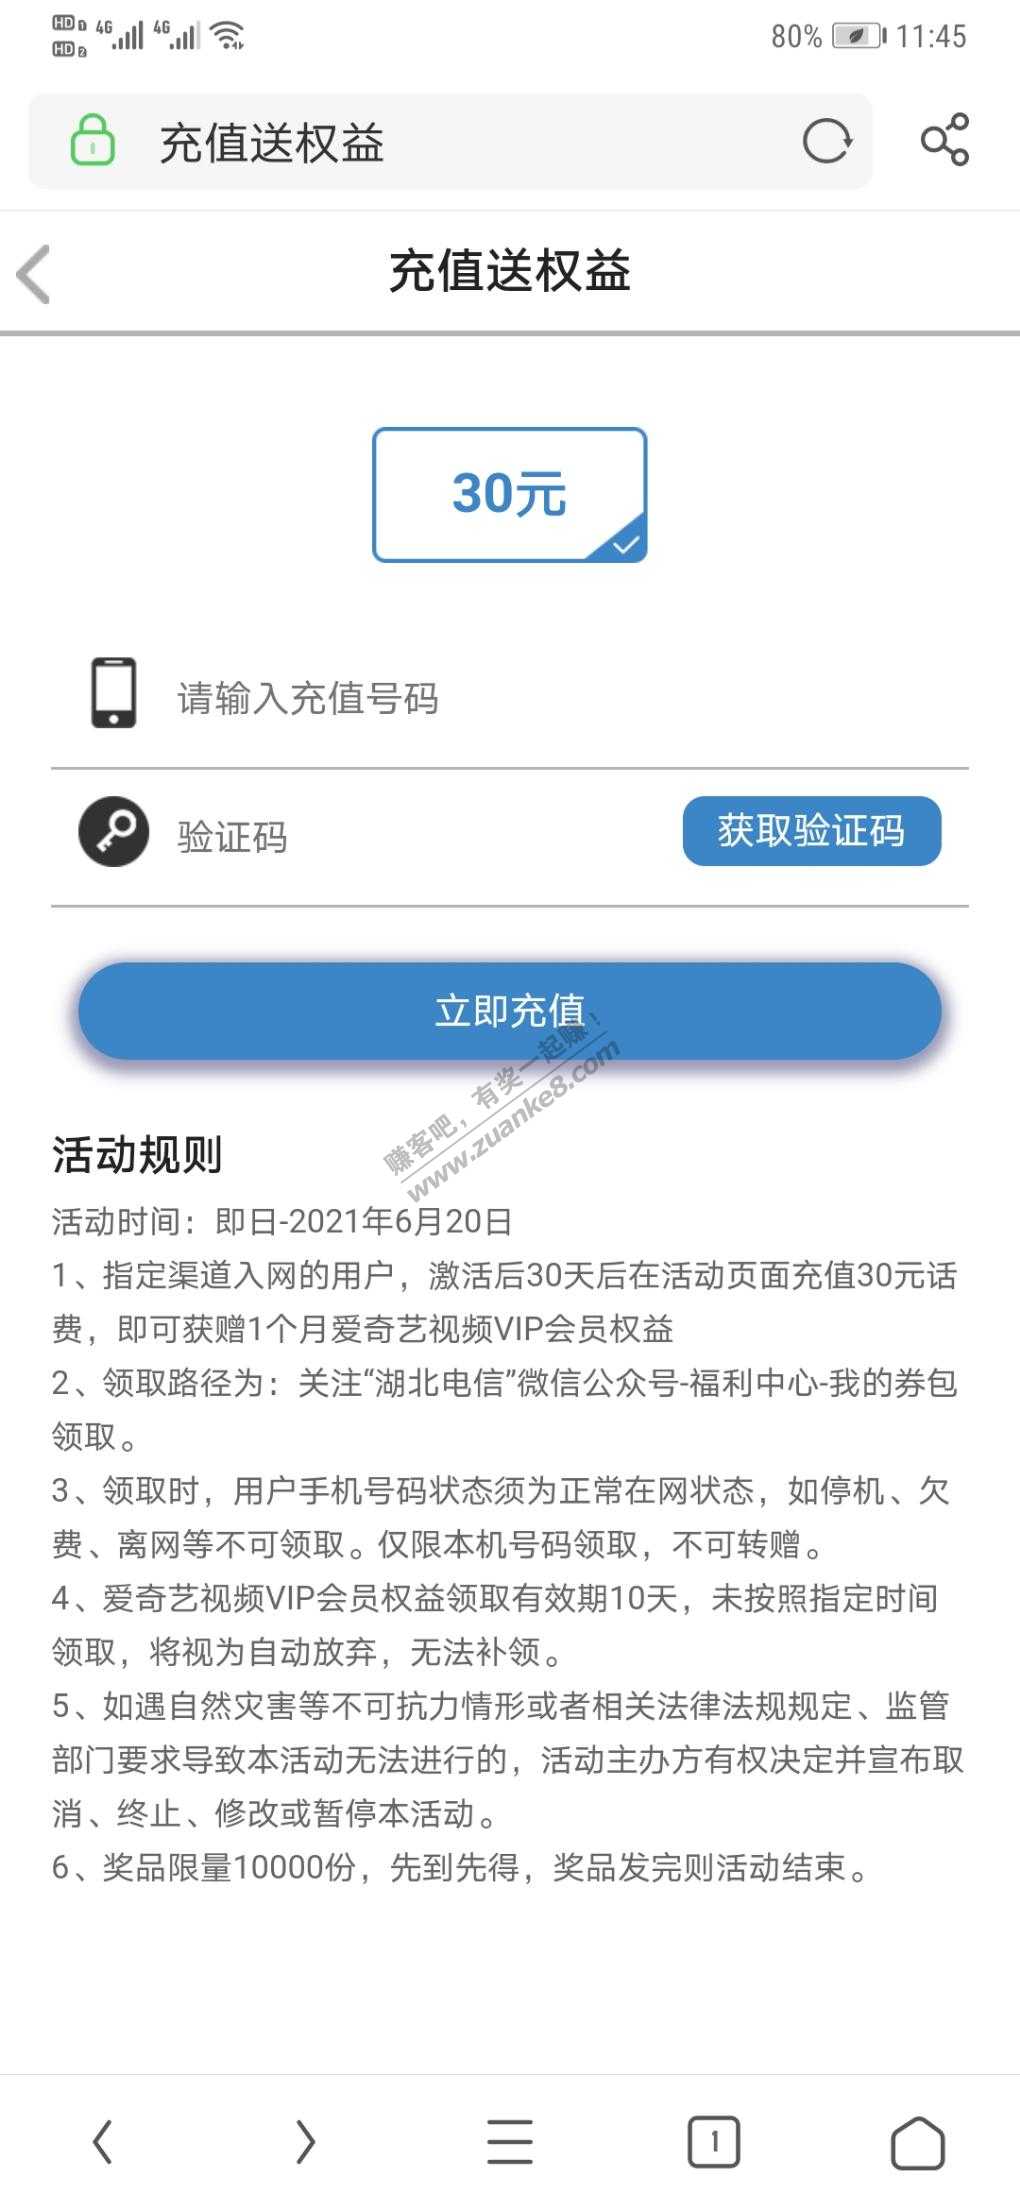 HD 1 4G 4G 80% 11:45
HD 2
充值送权益
充值送权益
30元
请输入充值号码
验证码 获取验证码
立即充值
赚客吧，有奖一起赚！
www.zuanke8.com
活动规则
活动时间：即日-2021年6月20日
1、指定渠道入网的用户，激活后30天后在活动页面充值30元话
费，即可获赠1个月爱奇艺视频VIP会员权益
2、领取路径为：关注“湖北电信”微信公众号-福利中心-我的券包
领取。
3、领取时，用户手机号码状态须为正常在网状态，如停机、欠
费、离网等不可领取。仅限本机号码领取，不可转赠。
4、爱奇艺视频VIP会员权益领取有效期10天，未按照指定时间
领取，将视为自动放弃，无法补领。
5、如遇自然灾害等不可抗力情形或者相关法律法规规定、监管
部门要求导致本活动无法进行的，活动主办方有权决定并宣布取
消、终止、修改或暂停本活动。
6、奖品限量10000份，先到先得，奖品发完则活动结束。
1